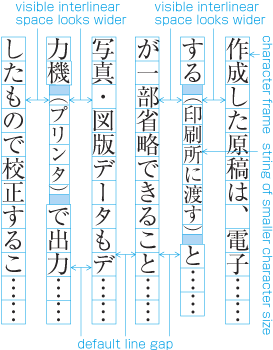 visible interlinear
space looks wider
visible interlinear
space looks wider
作成した原稿は、電子……
する（印刷所に渡す）と……
が一部省略できること……
写真・図版データもデ……
力機（プリンタ）で出力……
したもので校正するこ……
character frame
string of smaller character size
default line gap